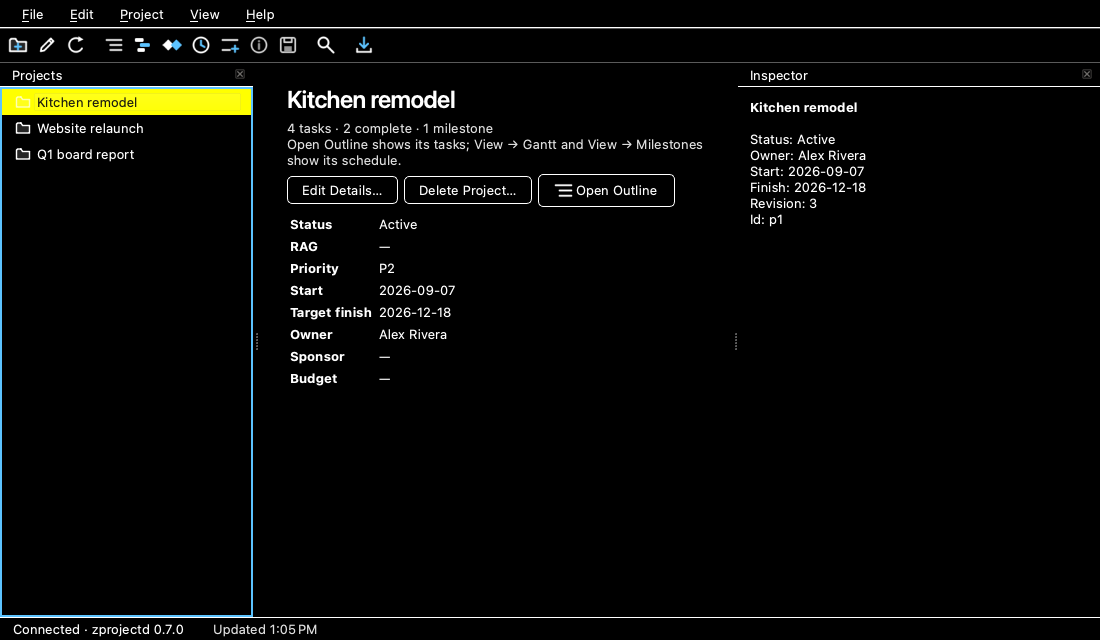 File Edit Project View Help
Projects
Kitchen remodel
Website relaunch
Q1 board report
Kitchen remodel
4 tasks · 2 complete · 1 milestone
Open Outline shows its tasks; View → Gantt and View → Milestones
show its schedule.
Edit Details... Delete Project... Open Outline
Status Active
RAG —
Priority P2
Start 2026-09-07
Target finish 2026-12-18
Owner Alex Rivera
Sponsor —
Budget —
Inspector
Kitchen remodel
Status: Active
Owner: Alex Rivera
Start: 2026-09-07
Finish: 2026-12-18
Revision: 3
Id: p1
Connected · zprojectd 0.7.0 Updated 1:05 PM